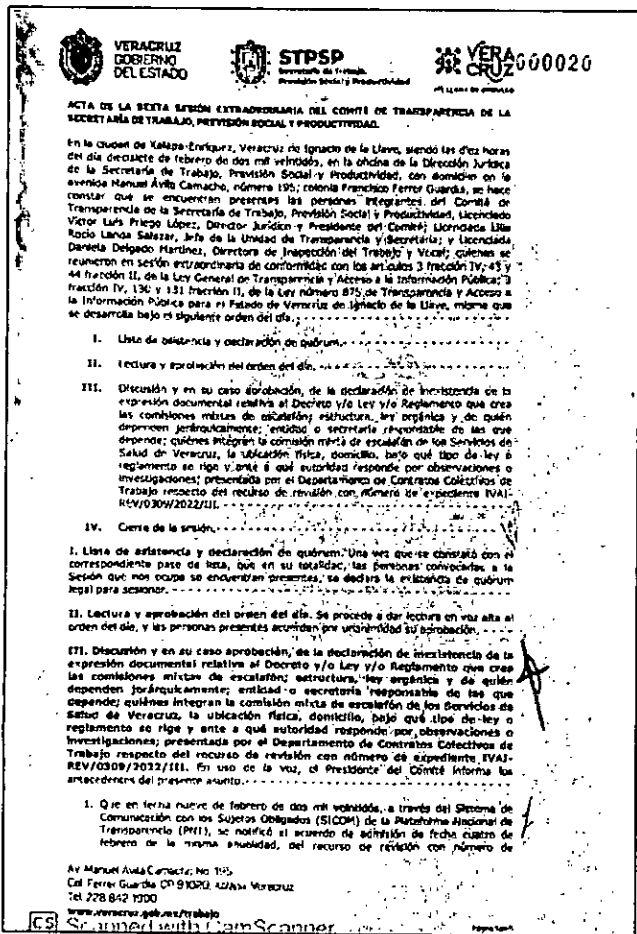 VERACRUZ
GOBIERNO
DEL ESTADO
STPSP
Secretaría de Trabajo,
Previsión Social y Productividad
VERA
CRUZ
000020
ACTA DE LA SEXTA SESIÓN EXTRAORDINARIA DEL COMITÉ DE TRANSPARENCIA DE LA
SECRETARÍA DE TRABAJO, PREVISIÓN SOCIAL Y PRODUCTIVIDAD.
En la ciudad de Xalapa-Enríquez, Veracruz de Ignacio de la Llave, siendo las diez horas
del día diecisiete de febrero de dos mil veintidós, en la oficina de la Dirección Jurídica
de la Secretaría de Trabajo, Previsión Social y Productividad, con domicilio en la
avenida Manuel Ávila Camacho, número 195; colonia Francisco Ferrer Guardia, se hace
constar que se encuentran presentes las personas integrantes del Comité de
Transparencia de la Secretaría de Trabajo, Previsión Social y Productividad, Licenciado
Víctor Luis Priego López, Director Jurídico y Presidente del Comité; Licenciada Lilia
Rocío Landa Salazar, Jefa de la Unidad de Transparencia y Secretaria; y Licenciada
Daniela Delgado Martínez, Directora de Inspección del Trabajo y Vocal; quienes se
reunieron en sesión extraordinaria de conformidad con los artículos 3 fracción IV, 43 y
44 fracción II, de la Ley General de Transparencia y Acceso a la Información Pública; 3
fracción IV, 130 y 131 fracción II, de la Ley número 875 de Transparencia y Acceso a
la Información Pública para el Estado de Veracruz de Ignacio de la Llave, misma que
se desarrolla bajo el siguiente orden del día.
I. Lista de asistencia y declaración de quórum.
II. Lectura y aprobación del orden del día.
III. Discusión y en su caso aprobación, de la declaración de inexistencia de la
expresión documental relativa al Decreto y/o Ley y/o Reglamento que crea
las comisiones mixtas de escalafón; estructura, ley orgánica y de quién
dependen jerárquicamente; entidad o secretaría responsable de las que
depende; quiénes integran la comisión mixta de escalafón de los Servicios de
Salud de Veracruz, la ubicación física, domicilio, bajo qué tipo de ley o
reglamento se rige y ante a qué autoridad responde por observaciones o
investigaciones; presentada por el Departamento de Contratos Colectivos de
Trabajo respecto del recurso de revisión con número de expediente IVAI-
REV/0309/2022/III.
IV. Cierre de la sesión.
I. Lista de asistencia y declaración de quórum. Una vez que se constató con el
correspondiente pase de lista, que en su totalidad, las personas convocadas a la
Sesión que nos ocupa se encuentran presentes, se declara la existencia de quórum
legal para sesionar.
II. Lectura y aprobación del orden del día. Se procede a dar lectura en voz alta al
orden del día, y las personas presentes acuerdan por unanimidad su aprobación.
III. Discusión y en su caso aprobación, de la declaración de inexistencia de la
expresión documental relativa al Decreto y/o Ley y/o Reglamento que crea
las comisiones mixtas de escalafón; estructura, ley orgánica y de quién
dependen jerárquicamente; entidad o secretaría responsable de las que
depende; quiénes integran la comisión mixta de escalafón de los Servicios de
Salud de Veracruz, la ubicación física, domicilio, bajo qué tipo de ley o
reglamento se rige y ante a qué autoridad responde por observaciones o
investigaciones; presentada por el Departamento de Contratos Colectivos de
Trabajo respecto del recurso de revisión con número de expediente IVAI-
REV/0309/2022/III. En uso de la voz, el Presidente del Comité informa los
antecedentes del presente asunto.
1. Que en fecha nueve de febrero de dos mil veintidós, a través del Sistema de
Comunicación con los Sujetos Obligados (SICOM) de la Plataforma Nacional de
Transparencia (PNT), se notificó el acuerdo de admisión de fecha cuatro de
febrero de la misma anualidad, del recurso de revisión con número de
Av. Manuel Ávila Camacho, No. 195
Col. Ferrer Guardia CP 91020, Xalapa Veracruz
Tel. 228 842 1900
www.veracruz.gob.mx/trabajo
CS Scanned with CamScanner